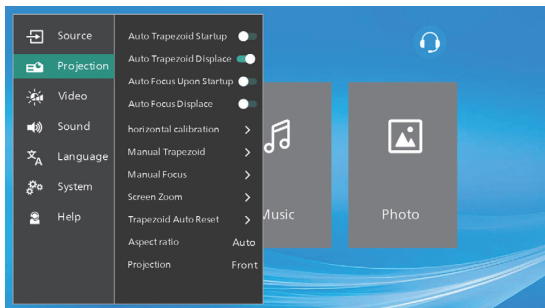 Source
Projection
Video
Sound
Language
System
Help
Auto Trapezoid Startup
Auto Trapezoid Displace
Auto Focus Upon Startup
Auto Focus Displace
horizontal calibration
Manual Trapezoid
Manual Focus
Screen Zoom
Trapezoid Auto Reset
Aspect ratio Auto
Projection Front
Music
Photo